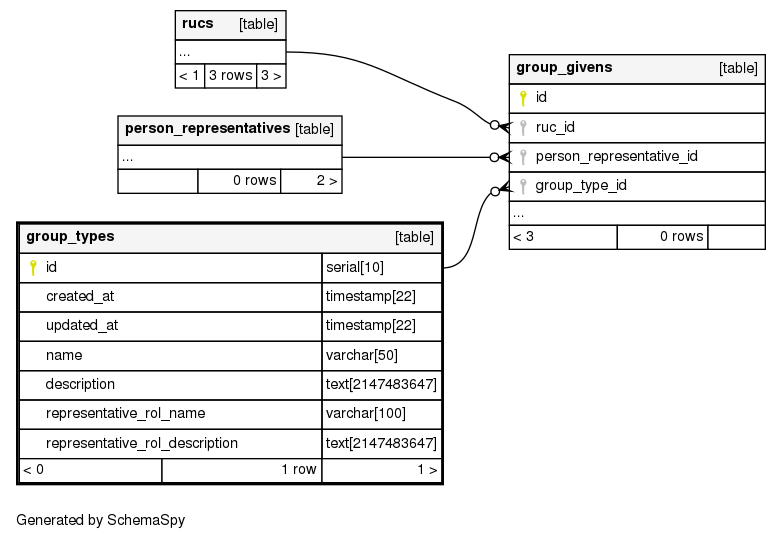 rucs [table]
...
< 1 3 rows 3 >
person_representatives [table]
...
0 rows 2 >
group_givens [table]
id
ruc_id
person_representative_id
group_type_id
...
< 3 0 rows
group_types [table]
id serial[10]
created_at timestamp[22]
updated_at timestamp[22]
name varchar[50]
description text[2147483647]
representative_rol_name varchar[100]
representative_rol_description text[2147483647]
< 0 1 row 1 >
Generated by SchemaSpy